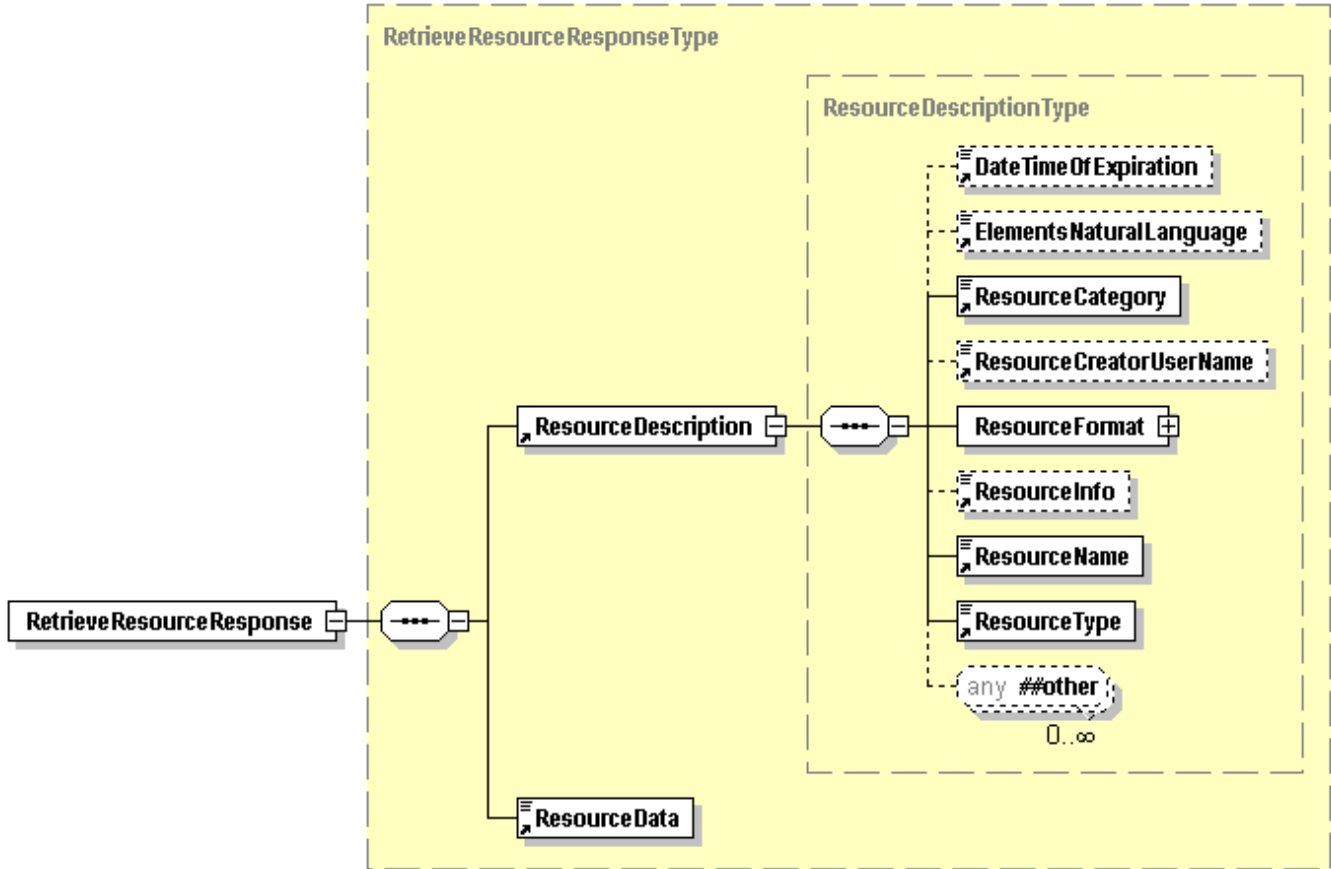 RetrieveResourceResponseType
ResourceDescriptionType
DateTimeOfExpiration
ElementsNaturalLanguage
ResourceCategory
ResourceCreatorUserName
ResourceDescription
ResourceFormat
ResourceInfo
ResourceName
RetrieveResourceResponse
ResourceType
any ##other
0..∞
ResourceData